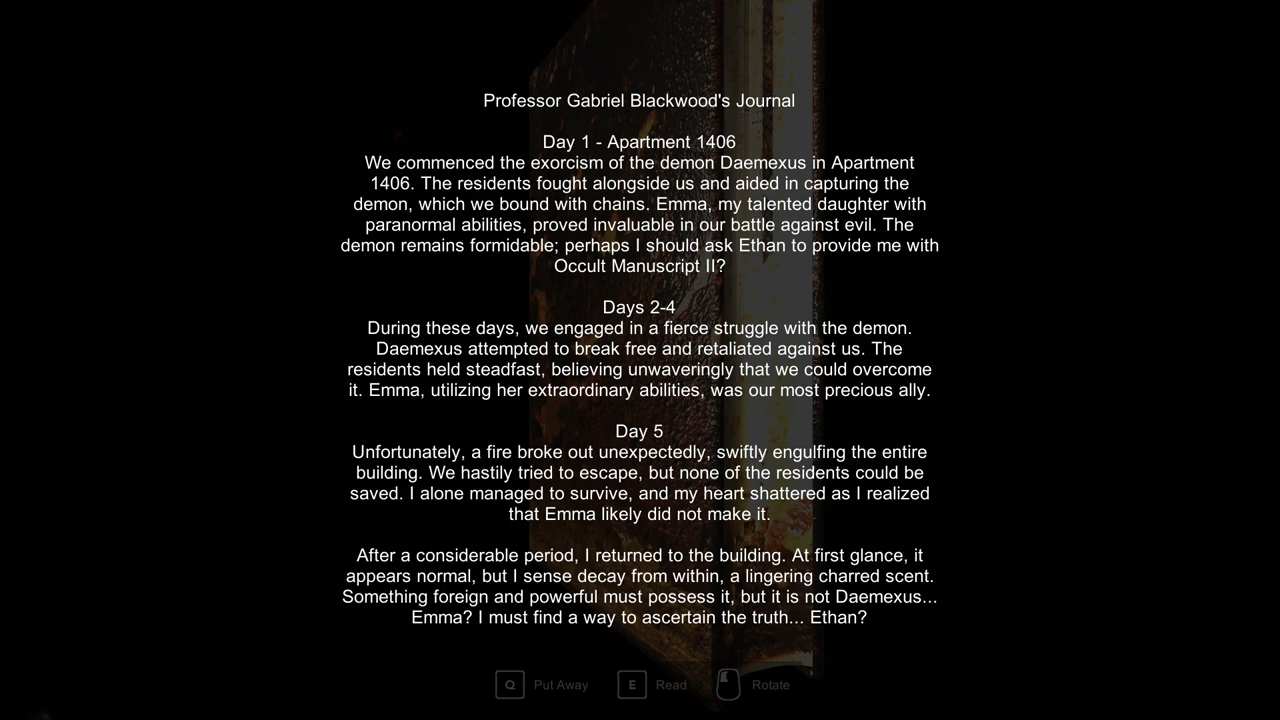 Professor Gabriel Blackwood's Journal
Day 1 - Apartment 1406
We commenced the exorcism of the demon Daemexus in Apartment
1406. The residents fought alongside us and aided in capturing the
demon, which we bound with chains. Emma, my talented daughter with
paranormal abilities, proved invaluable in our battle against evil. The
demon remains formidable; perhaps I should ask Ethan to provide me with
Occult Manuscript II?
Days 2-4
During these days, we engaged in a fierce struggle with the demon.
Daemexus attempted to break free and retaliated against us. The
residents held steadfast, believing unwaveringly that we could overcome
it. Emma, utilizing her extraordinary abilities, was our most precious ally.
Day 5
Unfortunately, a fire broke out unexpectedly, swiftly engulfing the entire
building. We hastily tried to escape, but none of the residents could be
saved. I alone managed to survive, and my heart shattered as I realized
that Emma likely did not make it.
After a considerable period, I returned to the building. At first glance, it
appears normal, but I sense decay from within, a lingering charred scent.
Something foreign and powerful must possess it, but it is not Daemexus...
Emma? I must find a way to ascertain the truth... Ethan?
Q Put Away E Read Rotate